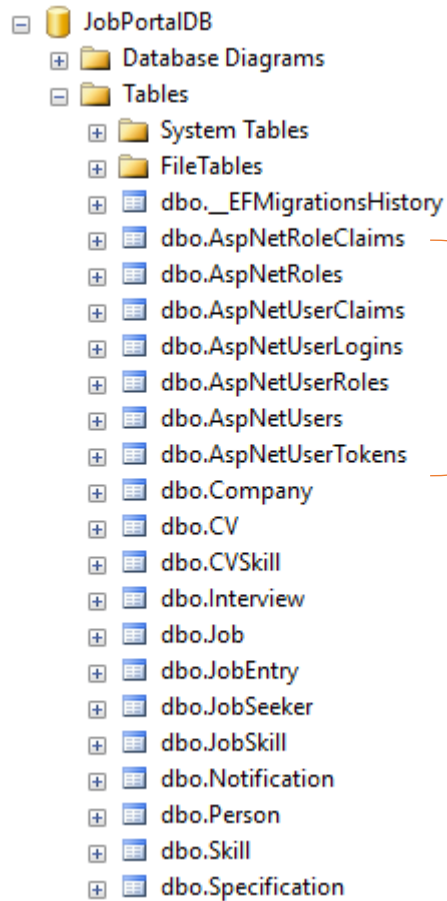 JobPortalDB
Database Diagrams
Tables
System Tables
FileTables
dbo.__EFMigrationsHistory
dbo.AspNetRoleClaims
dbo.AspNetRoles
dbo.AspNetUserClaims
dbo.AspNetUserLogins
dbo.AspNetUserRoles
dbo.AspNetUsers
dbo.AspNetUserTokens
dbo.Company
dbo.CV
dbo.CVSkill
dbo.Interview
dbo.Job
dbo.JobEntry
dbo.JobSeeker
dbo.JobSkill
dbo.Notification
dbo.Person
dbo.Skill
dbo.Specification